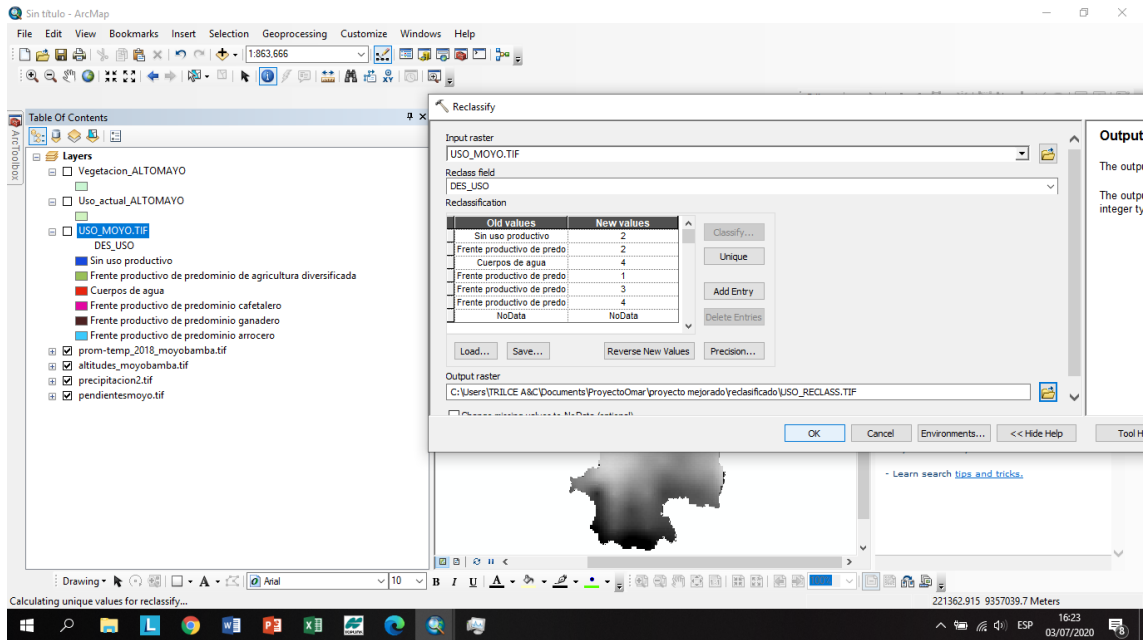 Sin título - ArcMap
File Edit View Bookmarks Insert Selection Geoprocessing Customize Windows Help
1:863,666
Table Of Contents
ArcToolbox
Layers
Vegetacion_ALTOMAYO
Uso_actual_ALTOMAYO
USO_MOYO.TIF
DES_USO
Sin uso productivo
Frente productivo de predominio de agricultura diversificada
Cuerpos de agua
Frente productivo de predominio cafetalero
Frente productivo de predominio ganadero
Frente productivo de predominio arrocero
prom-temp_2018_moyobamba.tif
altitudes_moyobamba.tif
precipitacion2.tif
pendientesmoyo.tif
Reclassify
Input raster
USO_MOYO.TIF
Reclass field
DES_USO
Reclassification
Old values New values
Sin uso productivo 2
Frente productivo de predo 2
Cuerpos de agua 4
Frente productivo de predo 1
Frente productivo de predo 3
Frente productivo de predo 4
NoData NoData
Classify...
Unique
Add Entry
Delete Entries
Load... Save... Reverse New Values Precision...
Output raster
C:\Users\TRILCE A&C\Documents\ProyectoOmar\proyecto mejorado\reclasificado\USO_RECLASS.TIF
OK Cancel Environments... << Hide Help Tool H
Output
The outpu
The outpu
integer ty
- Learn search tips and tricks.
Drawing Arial 10 B I U A
Calculating unique values for reclassify...
221362.915 9357039.7 Meters
ESP
16:23
03/07/2020
8